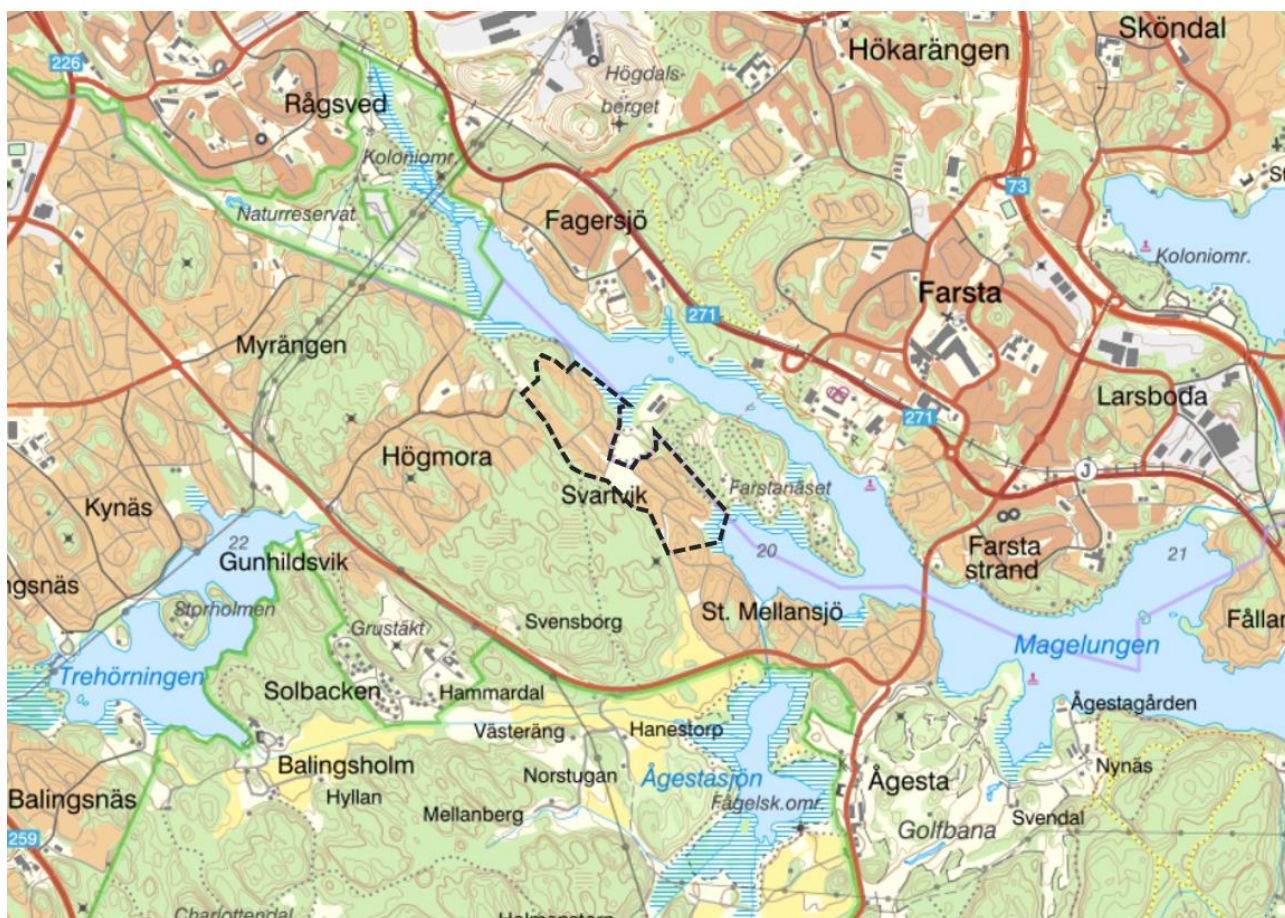 Sköndal
Hökarängen
226
Högdals-
berget
Rågsved
Koloniomr.
73
Naturreservat
Fagersjö
Koloniomr.
Farsta
271
Myrängen
Larsboda
271
Högmora
J
Svartvik
Farstanäset
Kynäs
22
20
Farsta
strand
21
Gunhildsvik
ngsnäs
Storholmen
Svensborg
St. Mellansjö
Magelungen
Fållan
Grustäkt
Trehörningen
Solbacken
Hammardal
Ågestagården
Västeräng
Hanestorp
Balingsholm
Norstugan
Ågestasjön
Ågesta
Nynäs
Balingsnäs
Hyllan
Fågelsk.omr.
Mellanberg
Svendal
Golfbana
259
Charlottendal